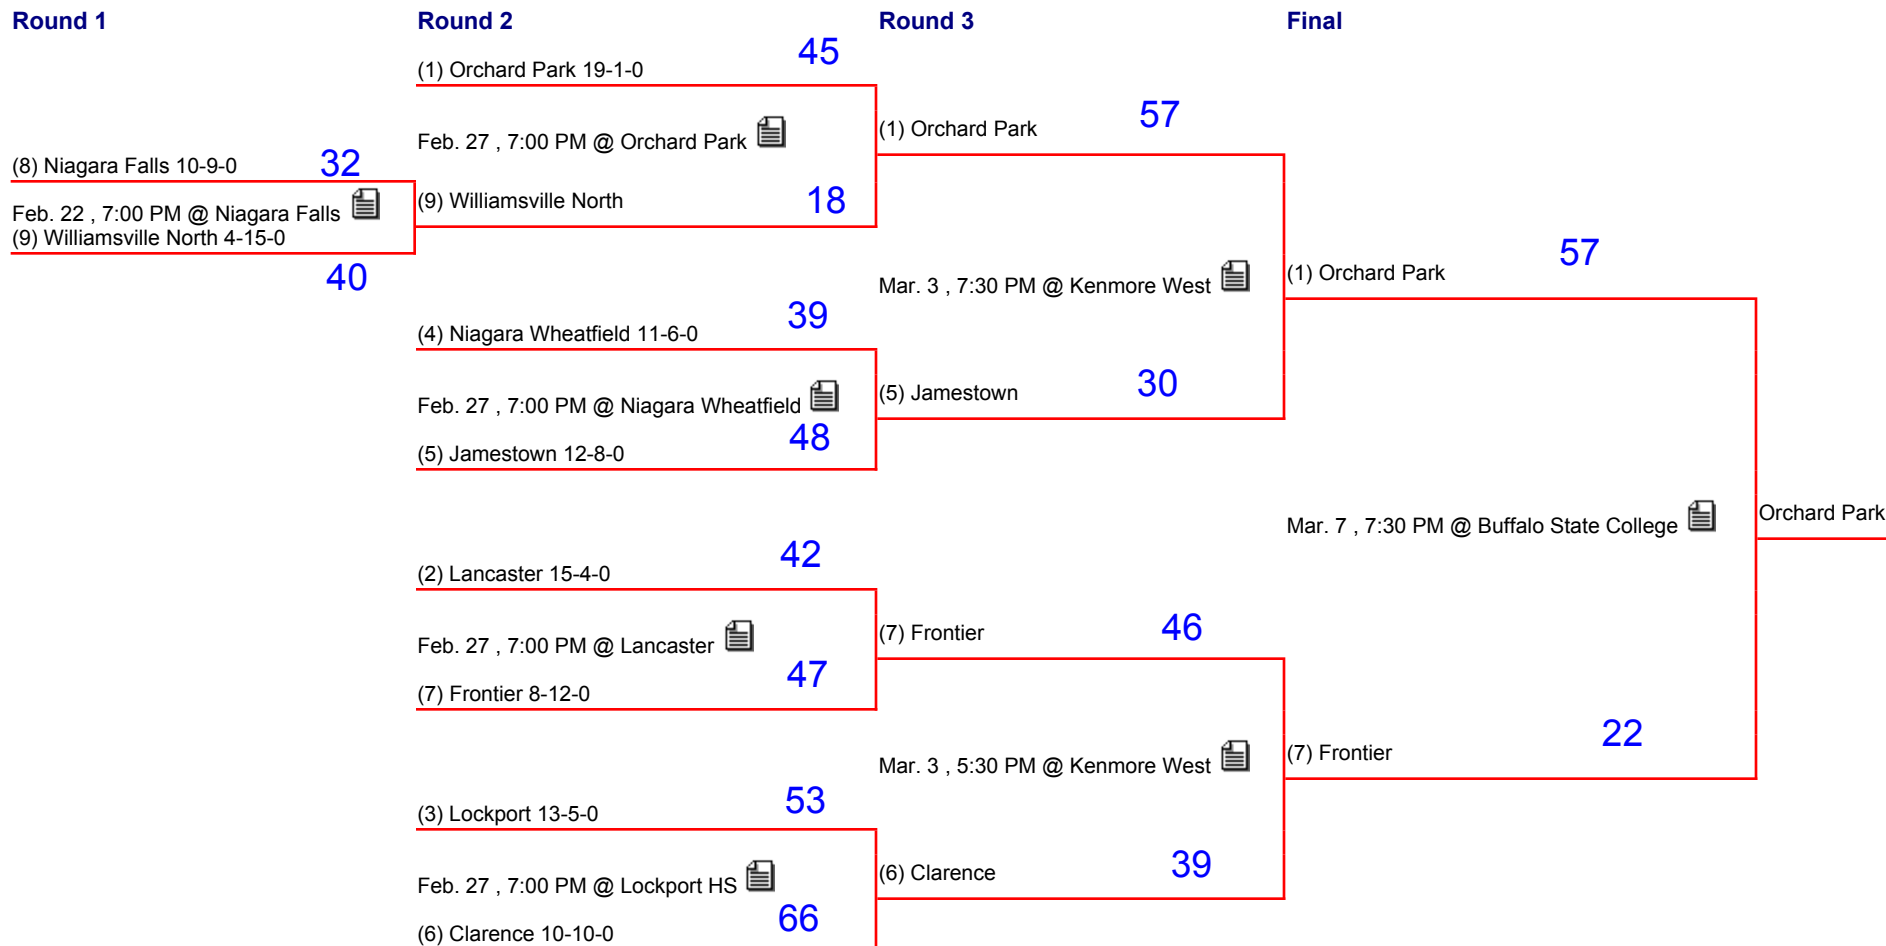 Round 1
Round 2
Round 3
Final
45
(1) Orchard Park 19-1-0
57
Feb. 27 , 7:00 PM @ Orchard Park
(1) Orchard Park
32
(8) Niagara Falls 10-9-0
18
(9) Williamsville North
Feb. 22 , 7:00 PM @ Niagara Falls
(9) Williamsville North 4-15-0
40
57
(1) Orchard Park
Mar. 3 , 7:30 PM @ Kenmore West
39
(4) Niagara Wheatfield 11-6-0
30
(5) Jamestown
Feb. 27 , 7:00 PM @ Niagara Wheatfield
48
(5) Jamestown 12-8-0
Orchard Park
Mar. 7 , 7:30 PM @ Buffalo State College
42
(2) Lancaster 15-4-0
46
(7) Frontier
Feb. 27 , 7:00 PM @ Lancaster
47
(7) Frontier 8-12-0
22
(7) Frontier
Mar. 3 , 5:30 PM @ Kenmore West
53
(3) Lockport 13-5-0
39
(6) Clarence
Feb. 27 , 7:00 PM @ Lockport HS
66
(6) Clarence 10-10-0